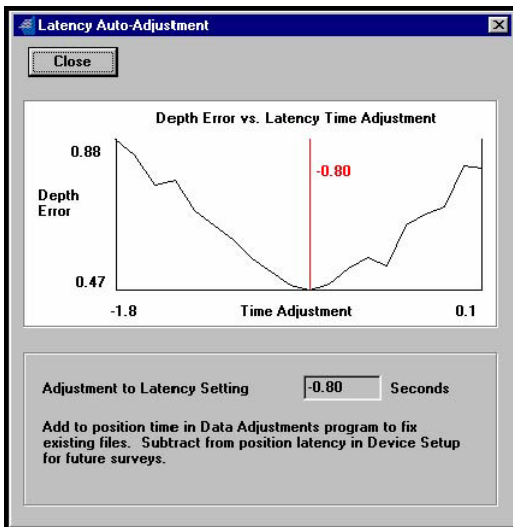 Latency Auto-Adjustment
Close
Depth Error vs. Latency Time Adjustment
0.88
-0.80
Depth
Error
0.47
-1.8
Time Adjustment
0.1
Adjustment to Latency Setting
-0.80
Seconds
Add to position time in Data Adjustments program to fix
existing files. Subtract from position latency in Device Setup
for future surveys.